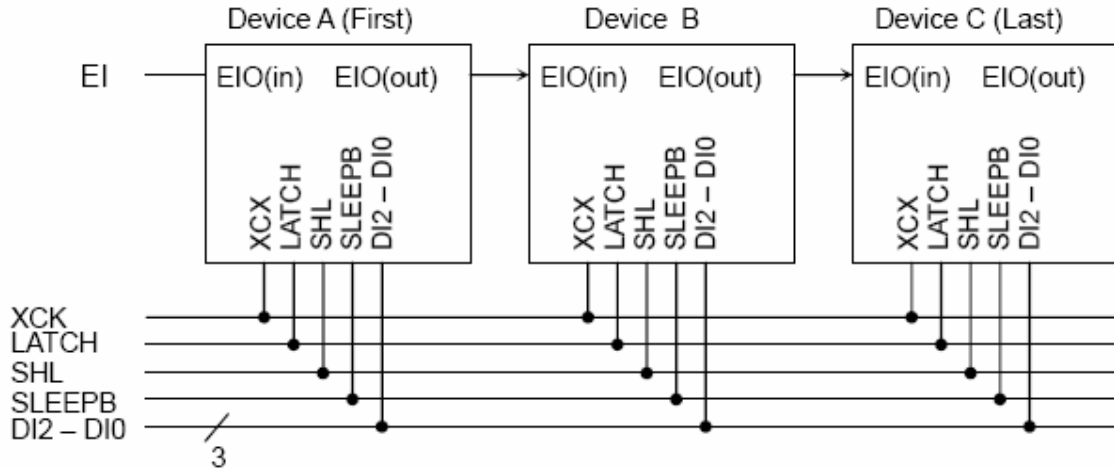 Device A (First)
Device B
Device C (Last)
EI
EIO(in) EIO(out)
EIO(in) EIO(out)
EIO(in) EIO(out)
XCX
LATCH
SHL
SLEEPB
DI2 – DI0
XCX
LATCH
SHL
SLEEPB
DI2 – DI0
XCX
LATCH
SHL
SLEEPB
DI2 – DI0
XCK
LATCH
SHL
SLEEPB
DI2 – DI0
3